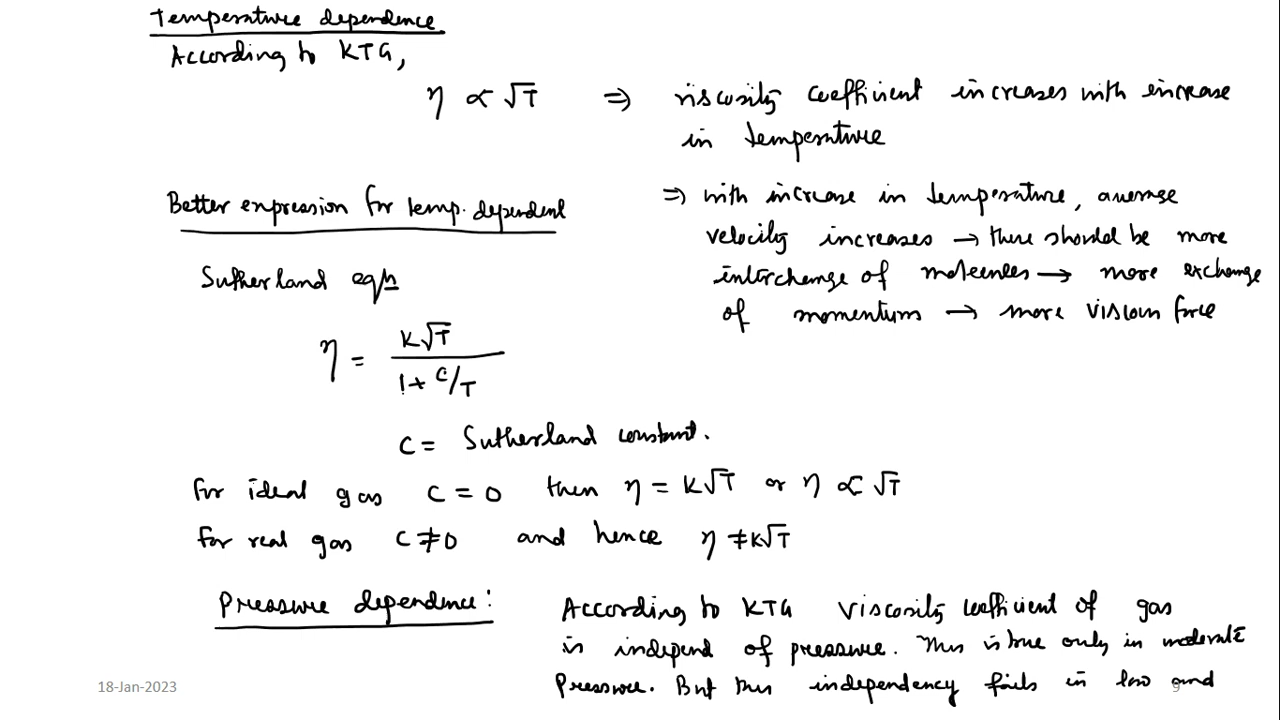 Temperature dependence
According to KTG,
η ∝ √T ⇒ viscosity coefficient increases with increase
in temperature
⇒ with increase in temperature, average
velocity increases → there should be more
interchange of molecules → more exchange
of momentums → more viscous force
Better expression for temp. dependent
Sutherland eqn
η = K√T / (1 + C/T)
C = Sutherland constant.
For ideal gas C = 0 then η = K√T or η ∝ √T
For real gas C ≠ 0 and hence η ≠ K√T
Pressure dependence:
According to KTG viscosity coefficient of gas
is independ of pressure. This is true only in moderate
pressure. But this independency fails in low and
18-Jan-2023
9